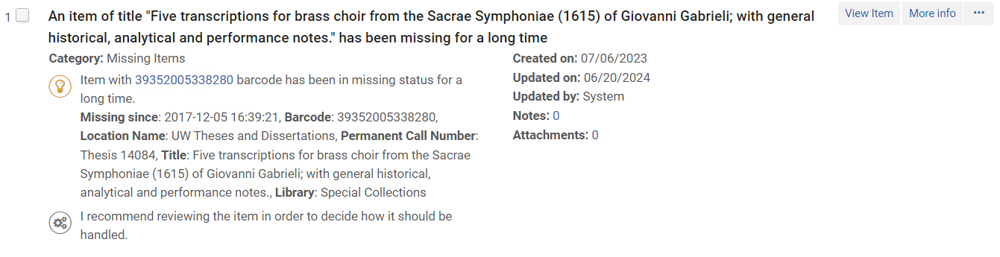 1 An item of title "Five transcriptions for brass choir from the Sacrae Symphoniae (1615) of Giovanni Gabrieli; with general
historical, analytical and performance notes." has been missing for a long time
View Item More info ...
Category: Missing Items
Item with 39352005338280 barcode has been in missing status for a
long time.
Missing since: 2017-12-05 16:39:21, Barcode: 39352005338280,
Location Name: UW Theses and Dissertations, Permanent Call Number:
Thesis 14084, Title: Five transcriptions for brass choir from the Sacrae
Symphoniae (1615) of Giovanni Gabrieli; with general historical,
analytical and performance notes., Library: Special Collections
I recommend reviewing the item in order to decide how it should be
handled.
Created on: 07/06/2023
Updated on: 06/20/2024
Updated by: System
Notes: 0
Attachments: 0